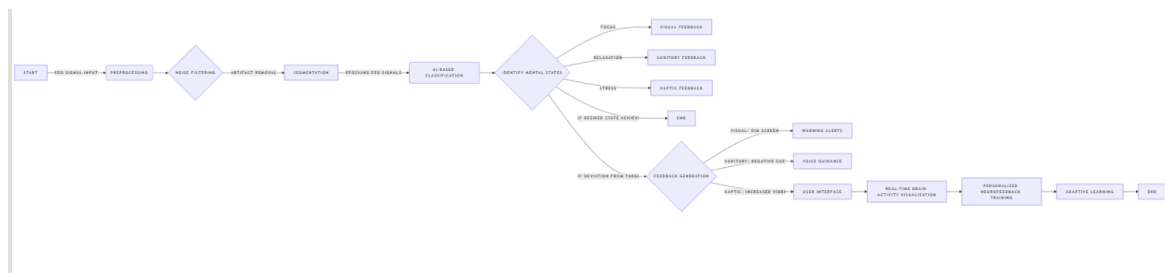 START
EEG SIGNAL INPUT
PREPROCESSING
NOISE FILTERING
ARTIFACT REMOVAL
SEGMENTATION
EPOCHING EEG SIGNALS
AI-BASED
CLASSIFICATION
IDENTIFY MENTAL STATES
FOCUS
VISUAL FEEDBACK
RELAXATION
AUDITORY FEEDBACK
STRESS
HAPTIC FEEDBACK
IF DESIRED STATE ACHIEV
END
IF DEVIATION FROM TARG
FEEDBACK GENERATION
VISUAL: DIM SCREEN
WARNING ALERTS
AUDITORY: NEGATIVE CUE
VOICE GUIDANCE
HAPTIC: INCREASED VIBR
USER INTERFACE
REAL-TIME BRAIN
ACTIVITY VISUALIZATION
PERSONALIZED
NEUROFEEDBACK
TRAINING
ADAPTIVE LEARNING
END